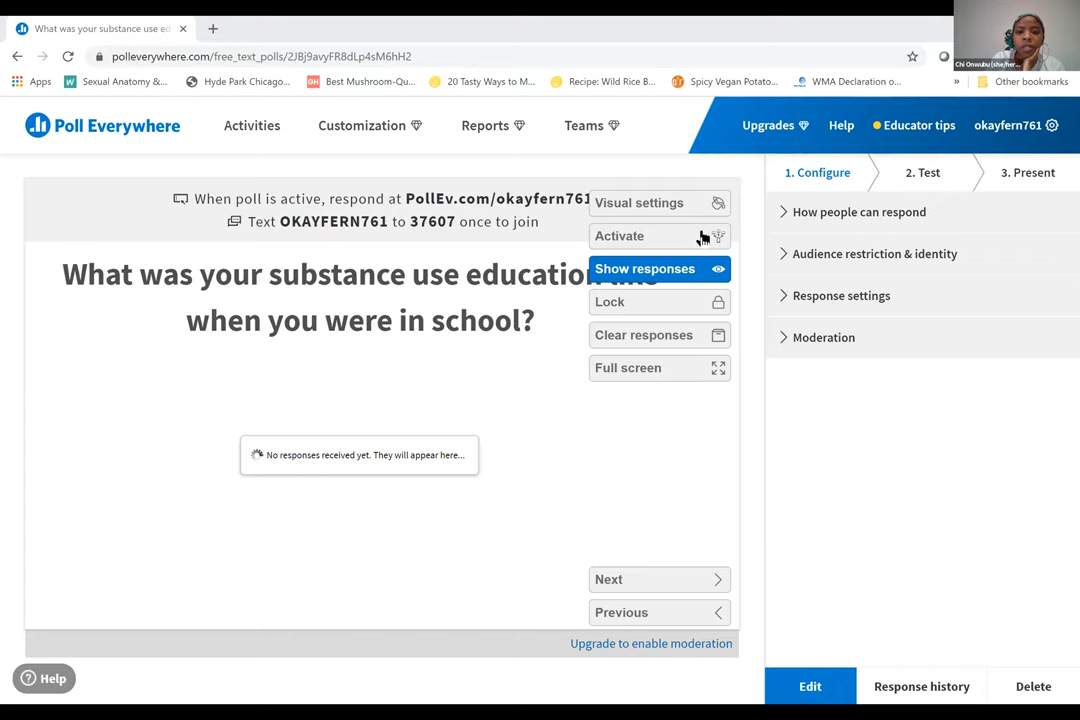 What was your substance use ed
polleverywhere.com/free_text_polls/2JBj9avyFR8dLp4sM6hH2
Chi Onwubu (she/her...
Apps
Sexual Anatomy &...
Hyde Park Chicago...
Best Mushroom-Qu...
20 Tasty Ways to M...
Recipe: Wild Rice B...
Spicy Vegan Potato...
WMA Declaration o...
»
Other bookmarks
Poll Everywhere
Activities
Customization
Reports
Teams
Upgrades
Help
Educator tips
okayfern761
1. Configure
2. Test
3. Present
When poll is active, respond at PollEv.com/okayfern761
Text OKAYFERN761 to 37607 once to join
What was your substance use education like
when you were in school?
Visual settings
Activate
Show responses
Lock
Clear responses
Full screen
No responses received yet. They will appear here...
Next
Previous
Upgrade to enable moderation
How people can respond
Audience restriction & identity
Response settings
Moderation
Help
Edit
Response history
Delete